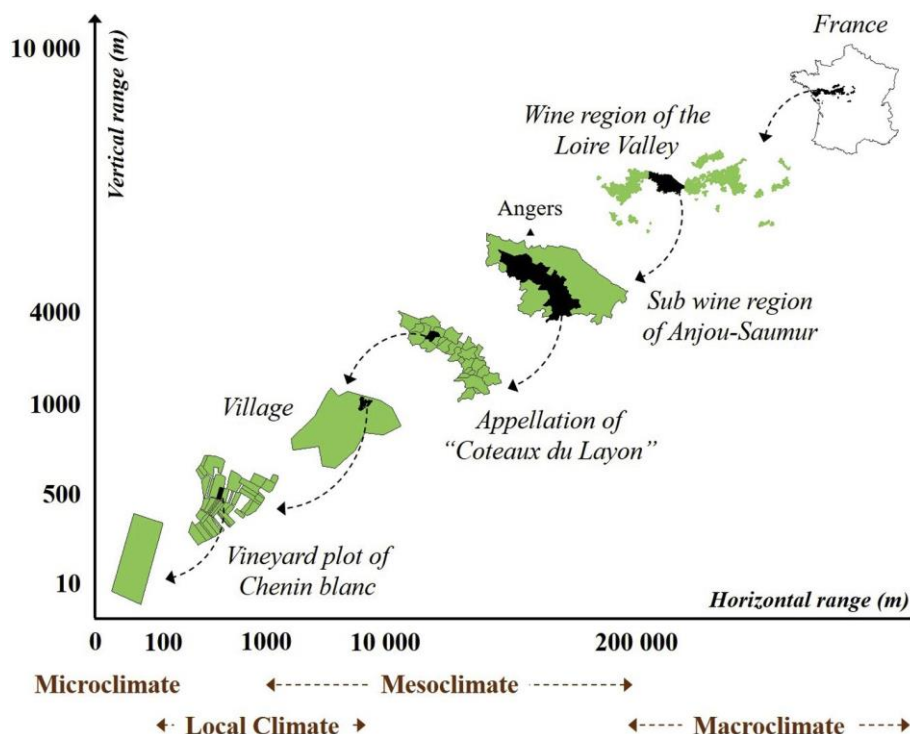 France
10 000
Vertical range (m)
Wine region of the
Loire Valley
Angers
4000
Sub wine region
of Anjou-Saumur
1000
Village
Appellation of
“Coteaux du Layon”
500
Vineyard plot of
Chenin blanc
10
Horizontal range (m)
0 100 1000 10 000 200 000
Microclimate Mesoclimate
Local Climate Macroclimate